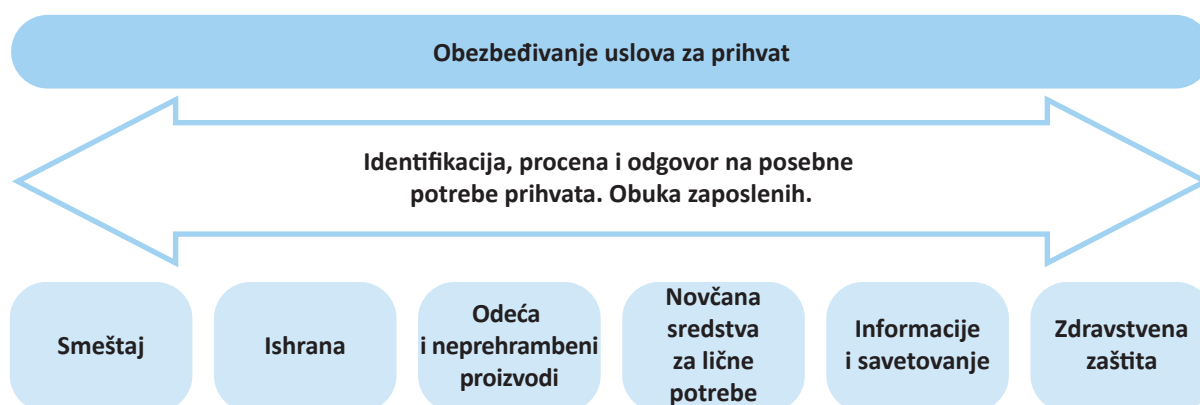 Obezbeđivanje uslova za prihvat
Identifikacija, procena i odgovor na posebne
potrebe prihvata. Obuka zaposlenih.
Smeštaj
Ishrana
Odeća
i neprehrambeni
proizvodi
Novčana
sredstva
za lične
potrebe
Informacije
i savetovanje
Zdravstvena
zaštita